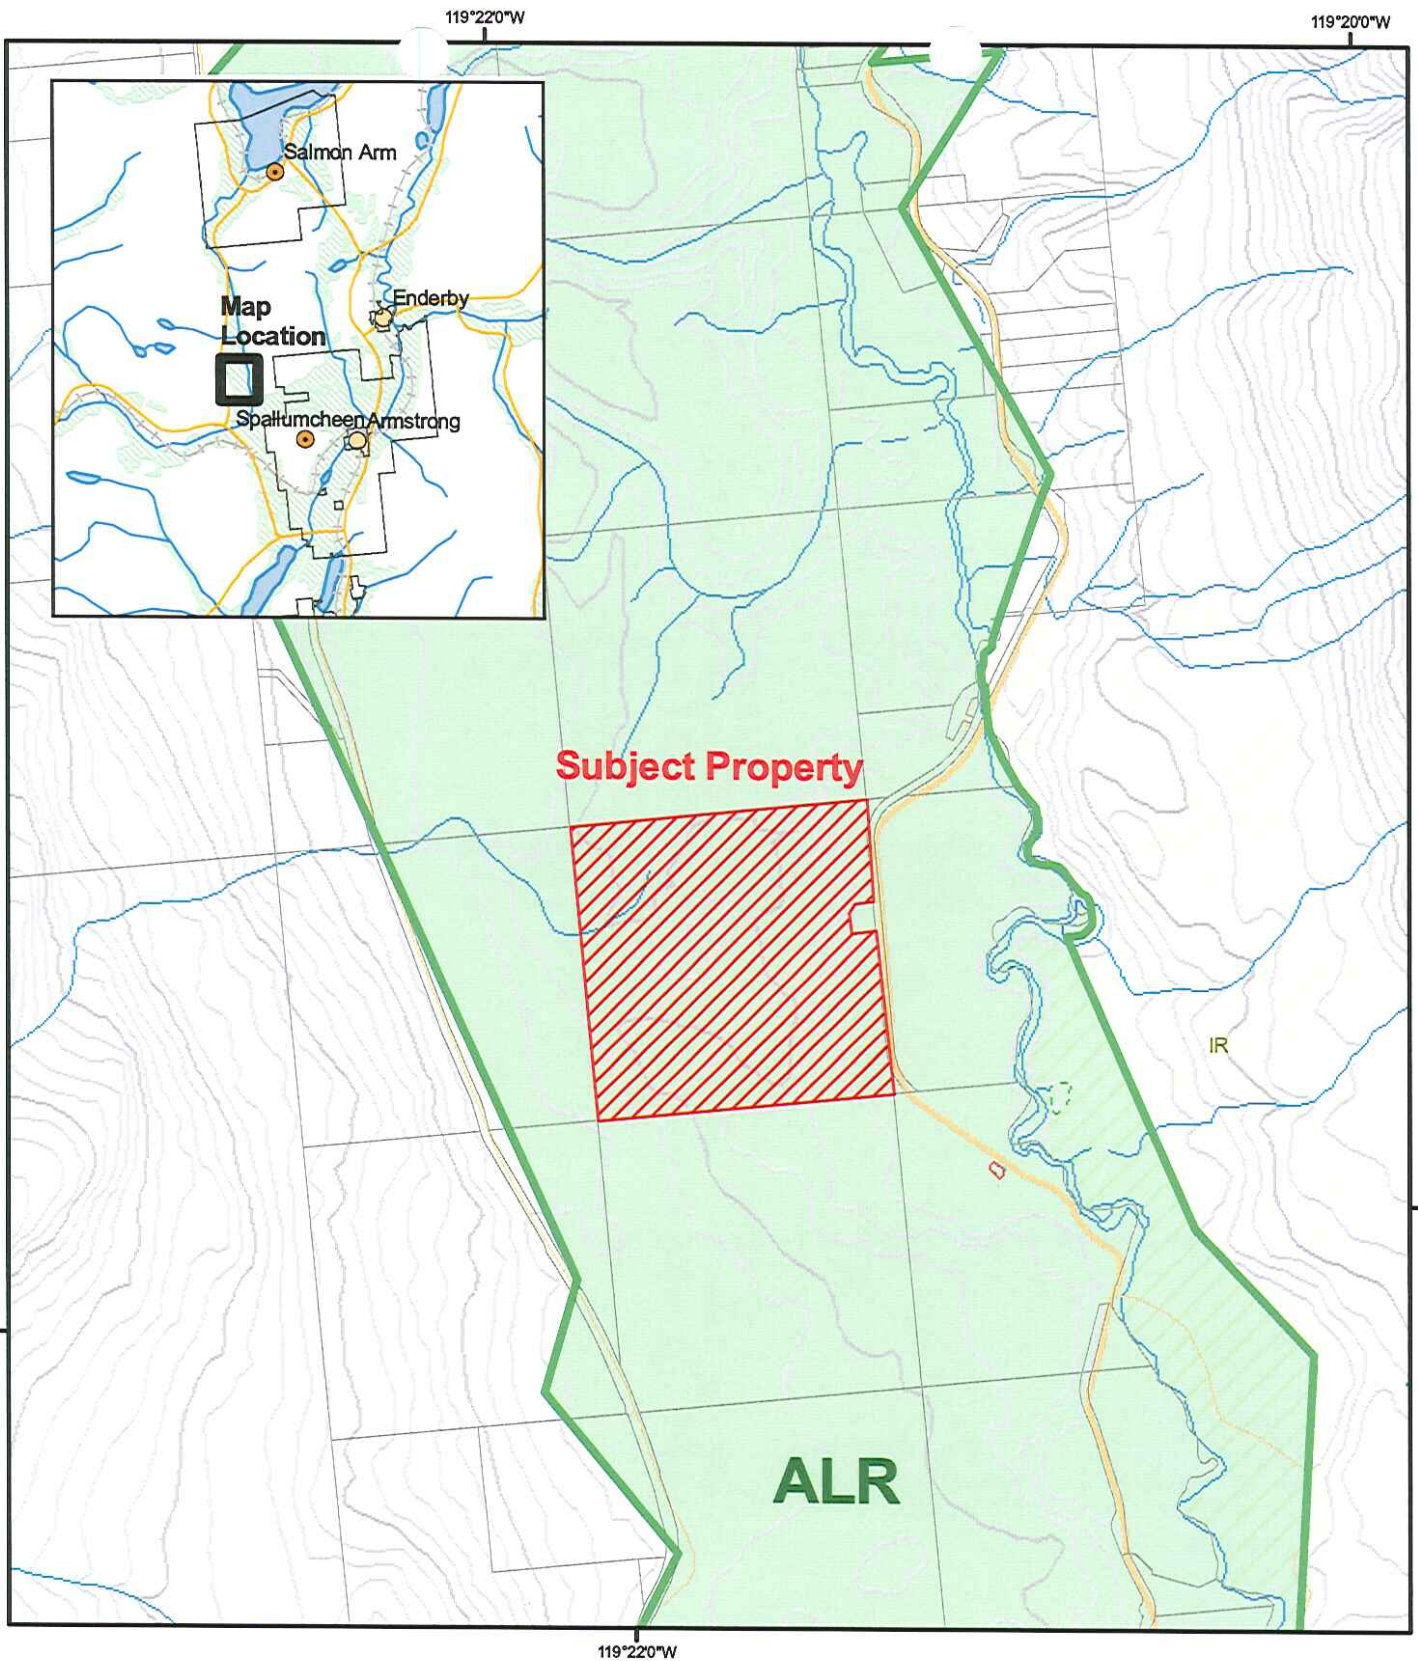 119°22'0"W
119°20'0"W
Salmon Arm
Enderby
Map
Location
Spallumcheen
Armstrong
Subject Property
IR
ALR
119°22'0"W